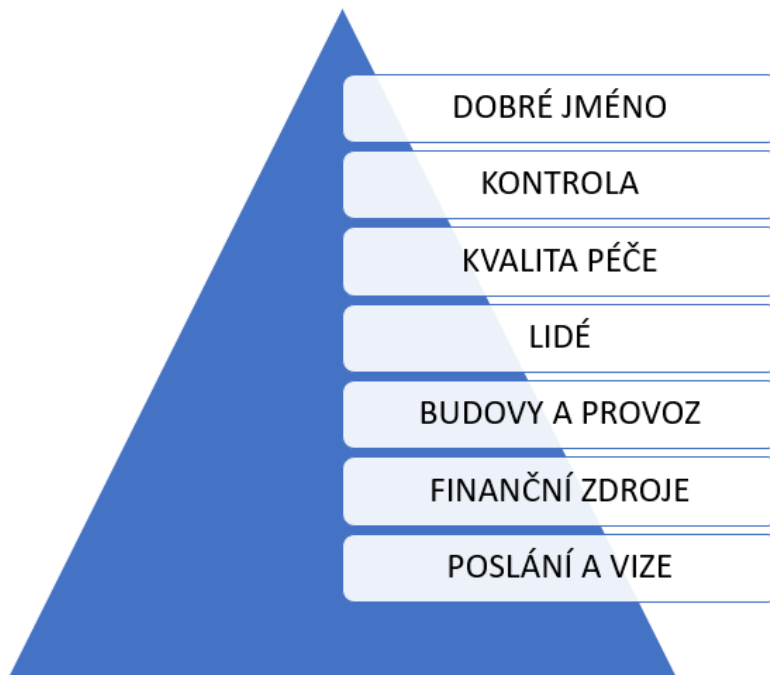 DOBRÉ JMÉNO
KONTROLA
KVALITA PÉČE
LIDÉ
BUDOVY A PROVOZ
FINANČNÍ ZDROJE
POSLÁNÍ A VIZE